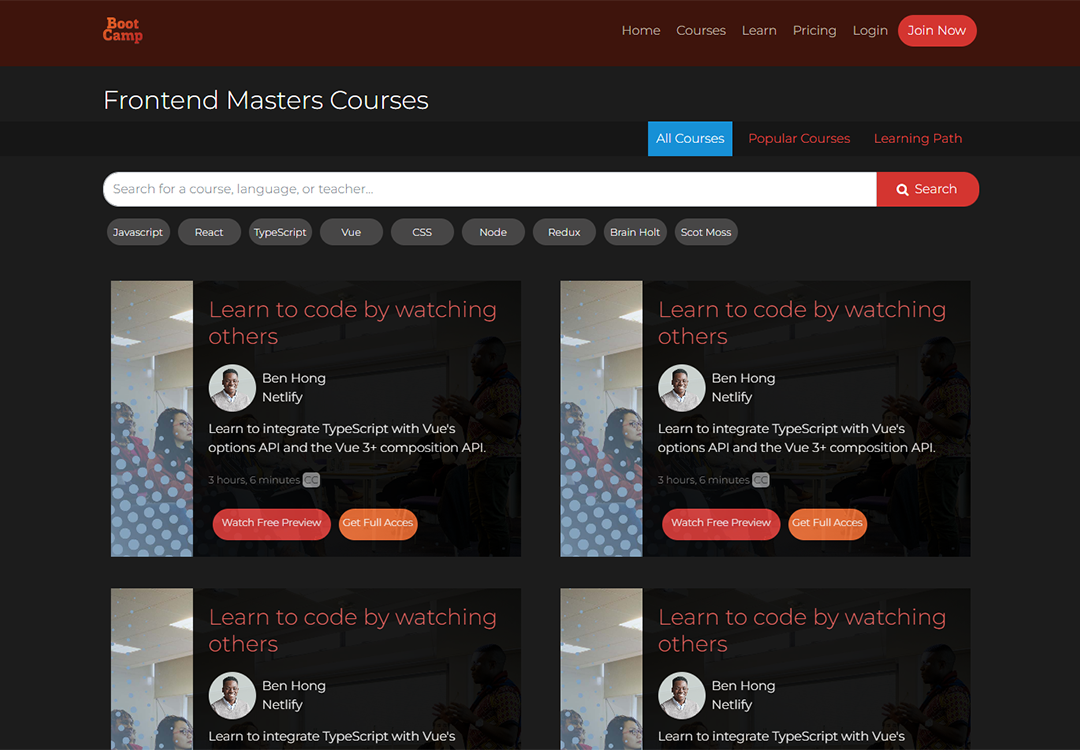 Boot
Camp
Home Courses Learn Pricing Login Join Now
Frontend Masters Courses
All Courses Popular Courses Learning Path
Search for a course, language, or teacher... Search
Javascript React TypeScript Vue CSS Node Redux Brain Holt Scot Moss
Learn to code by watching
others
Ben Hong
Netlify
Learn to integrate TypeScript with Vue's
options API and the Vue 3+ composition API.
3 hours, 6 minutes CC
Watch Free Preview Get Full Acces
Learn to code by watching
others
Ben Hong
Netlify
Learn to integrate TypeScript with Vue's
options API and the Vue 3+ composition API.
3 hours, 6 minutes CC
Watch Free Preview Get Full Acces
Learn to code by watching
others
Ben Hong
Netlify
Learn to integrate TypeScript with Vue's
Learn to code by watching
others
Ben Hong
Netlify
Learn to integrate TypeScript with Vue's